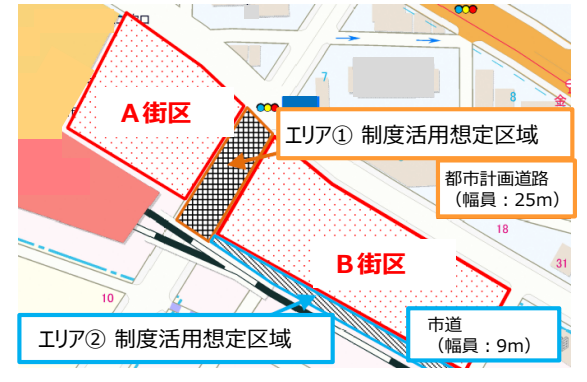 A街区
エリア① 制度活用想定区域
都市計画道路
（幅員：25m）
B街区
エリア② 制度活用想定区域
市道
（幅員：9m）
7
8
金
18
31
10